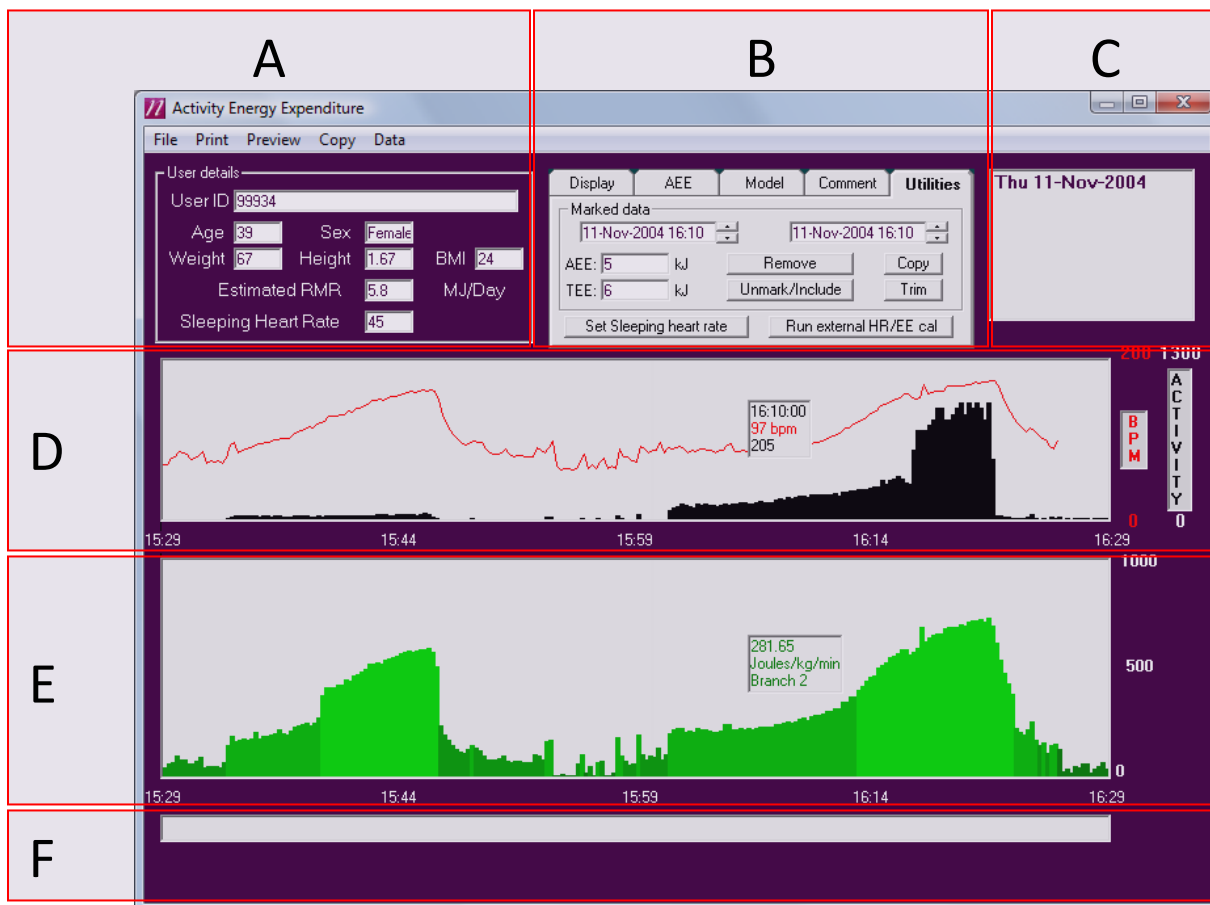 A
B
C
Activity Energy Expenditure
File Print Preview Copy Data
User details
User ID 99934
Age 39 Sex Female
Weight 67 Height 1.67 BMI 24
Estimated RMR 5.8 MJ/Day
Sleeping Heart Rate 45
Display AEE Model Comment Utilities
Marked data
11-Nov-2004 16:10 11-Nov-2004 16:10
AEE: 5 kJ Remove Copy
TEE: 6 kJ Unmark/Include Trim
Set Sleeping heart rate Run external HR/EE cal
Thu 11-Nov-2004
D
200 1300
16:10:00
97 bpm
205
BPM
ACTIVITY
0 0
15:29 15:44 15:59 16:14 16:29
E
1000
281.65
Joules/kg/min
Branch 2
500
0
15:29 15:44 15:59 16:14 16:29
F